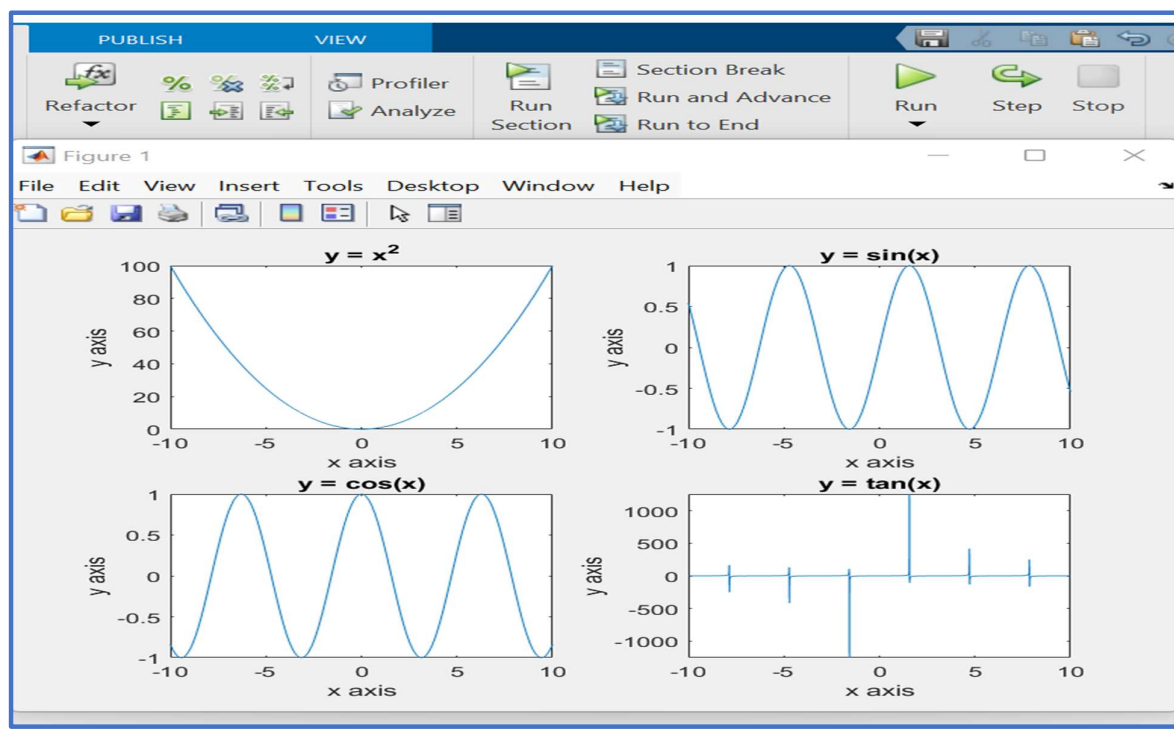 PUBLISH VIEW
Refactor
Profiler
Analyze
Run Section
Section Break
Run and Advance
Run to End
Run Step Stop
Figure 1
File Edit View Insert Tools Desktop Window Help
y = x²
100
80
60
40
20
0
y axis
-10 -5 0 5 10
x axis
y = sin(x)
1
0.5
0
-0.5
-1
y axis
-10 -5 0 5 10
x axis
y = cos(x)
1
0.5
0
-0.5
-1
y axis
-10 -5 0 5 10
x axis
y = tan(x)
1000
500
0
-500
-1000
y axis
-10 -5 0 5 10
x axis